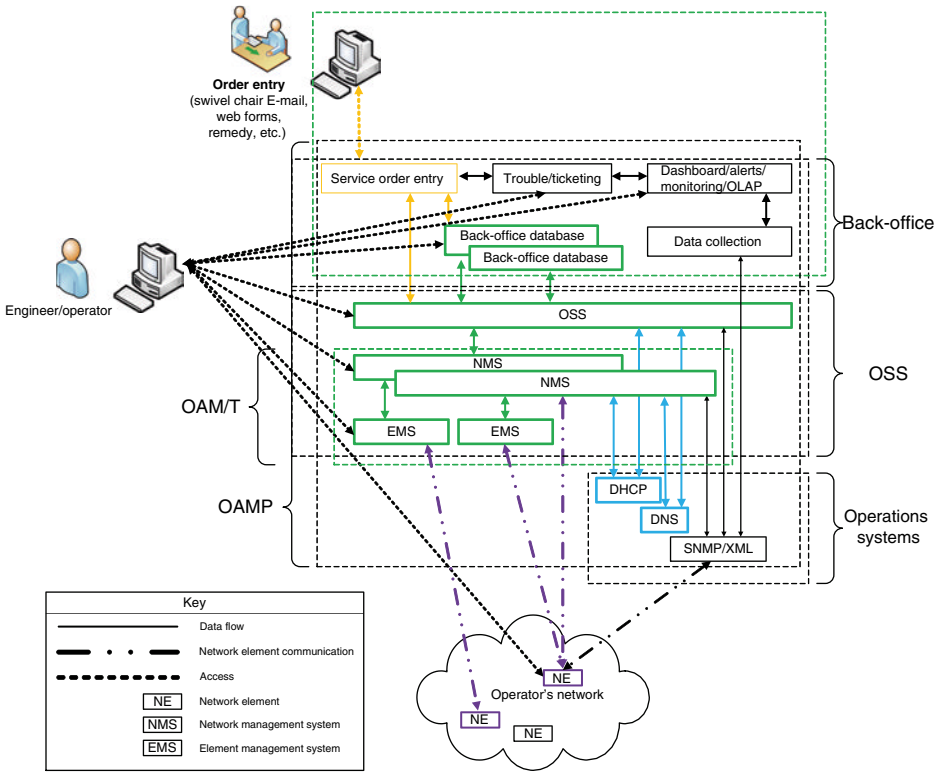 Order entry
(swivel chair E-mail,
web forms,
remedy, etc.)
Service order entry
Trouble/ticketing
Dashboard/alerts/
monitoring/OLAP
Back-office
Back-office database
Back-office database
Data collection
Engineer/operator
OSS
NMS
NMS
OSS
OAM/T
EMS
EMS
DHCP
OAMP
DNS
Operations
systems
SNMP/XML
Key
Data flow
Network element communication
Access
NE
Network element
NMS
Network management system
EMS
Element management system
NE
Operator's network
NE
NE